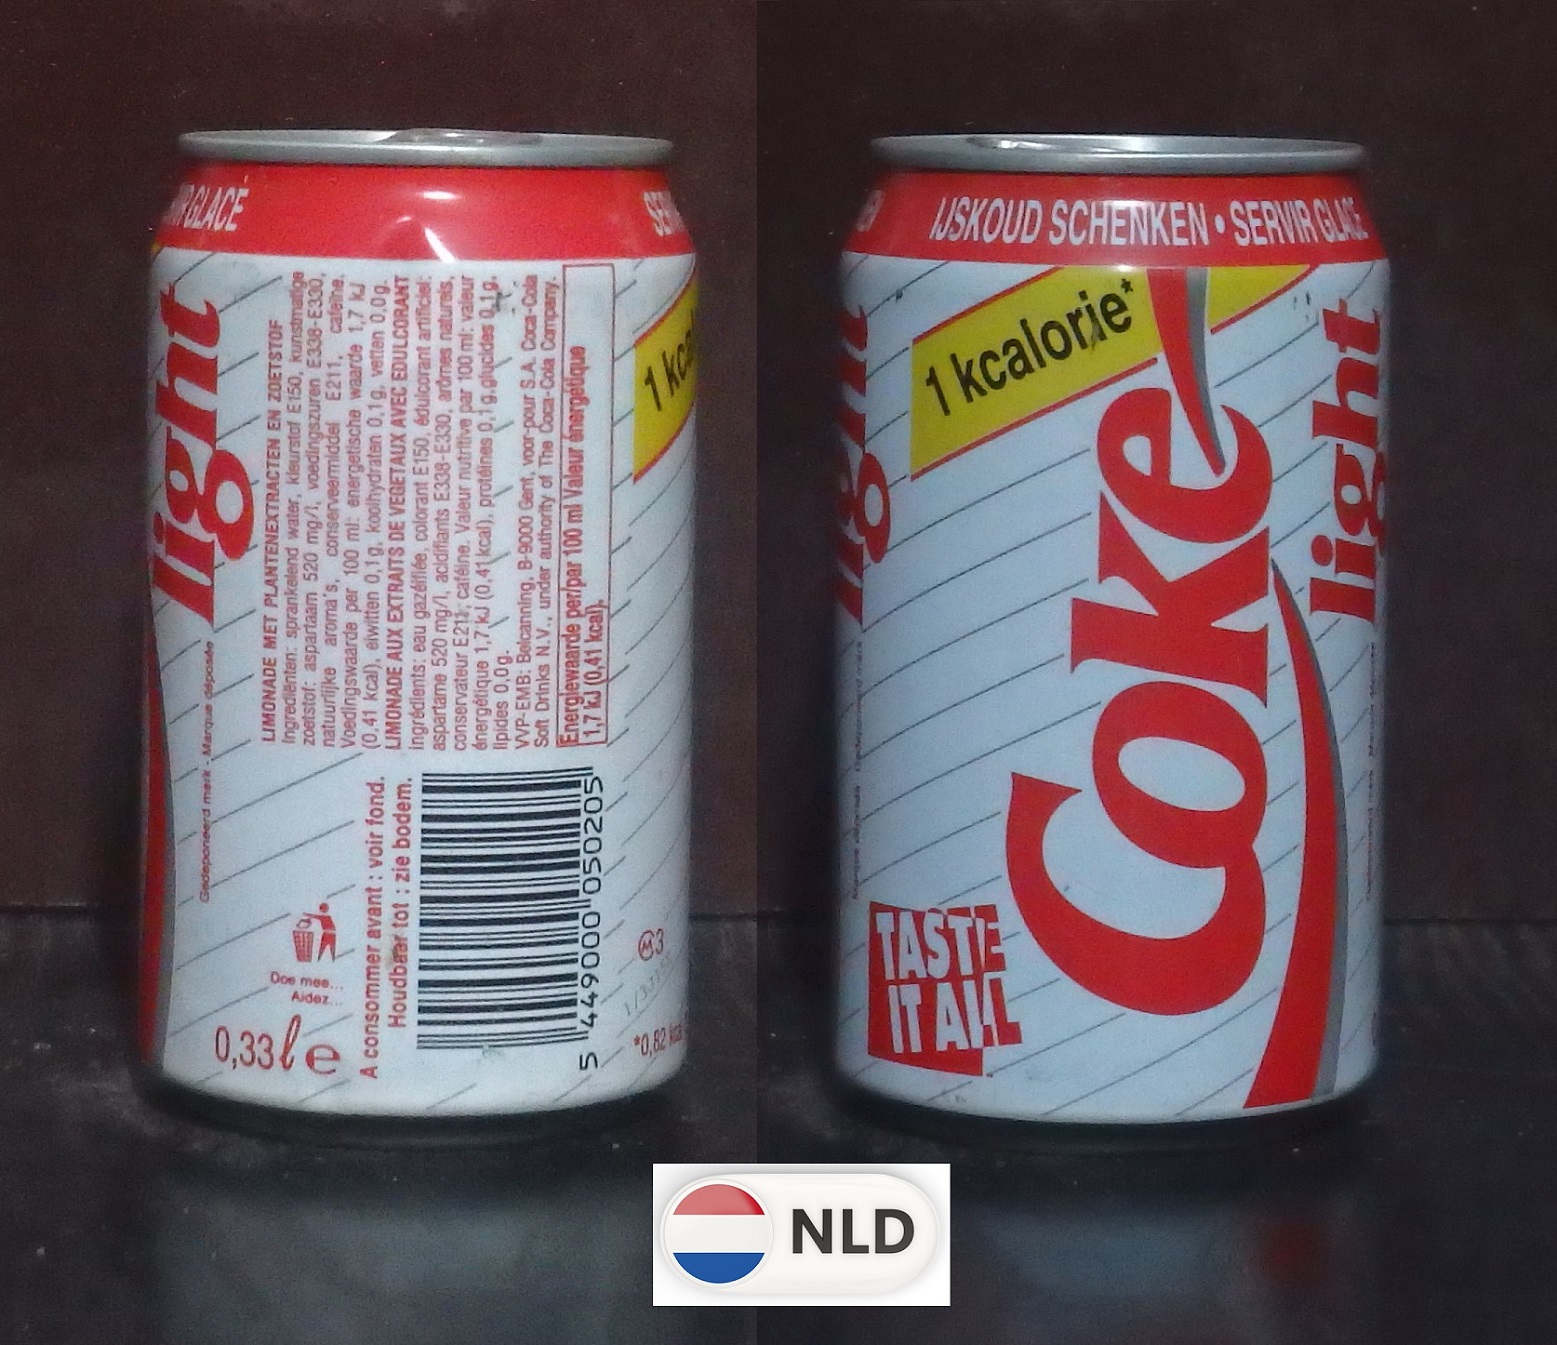 SERVIR GLACE
light
Gedeponeerd merk - Marque déposée
LIMONADE MET PLANTENEXTRACTEN EN ZOETSTOF
Ingrediënten: sprankelend water, kleurstof E150, kunstmatige
zoetstof: aspartaam 520 mg/l, voedingszuren E338-E330,
natuurlijke aroma's, conserveermiddel E211, cafeïne.
Voedingswaarde per 100 ml: energetische waarde 1,7 kJ
(0,41 kcal), eiwitten 0,1g, koolhydraten 0,1g, vetten 0,0g.
LIMONADE AUX EXTRAITS DE VEGETAUX AVEC EDULCORANT
Ingrédients: eau gazéifiée, colorant E150, édulcorant artificiel:
aspartame 520 mg/l, acidifiants E338-E330, arômes naturels,
conservateur E212, caféine. Valeur nutritive par 100 ml: valeur
énergétique 1,7 kJ (0,41 kcal), protéines 0,1g, glucides 0,1g,
lipides 0,0g.
VP-EMB: Belcanning, B-9000 Gent, voor-pour S.A. Coca-Cola
Soft Drinks N.V., under authority of The Coca-Cola Company.
Energiewaarde per/par 100 ml Valeur énergétique
1,7 kJ (0,41 kcal).
Doe mee...
Aidez...
0,33 l e
A consommer avant : voir fond.
Houdbaar tot : zie bodem.
5 449000 050205
M3
*0,82
1 kca
IJSKOUD SCHENKEN • SERVIR GLACE
1 kcalorie*
Coke
light
light
TASTE
IT ALL
NLD